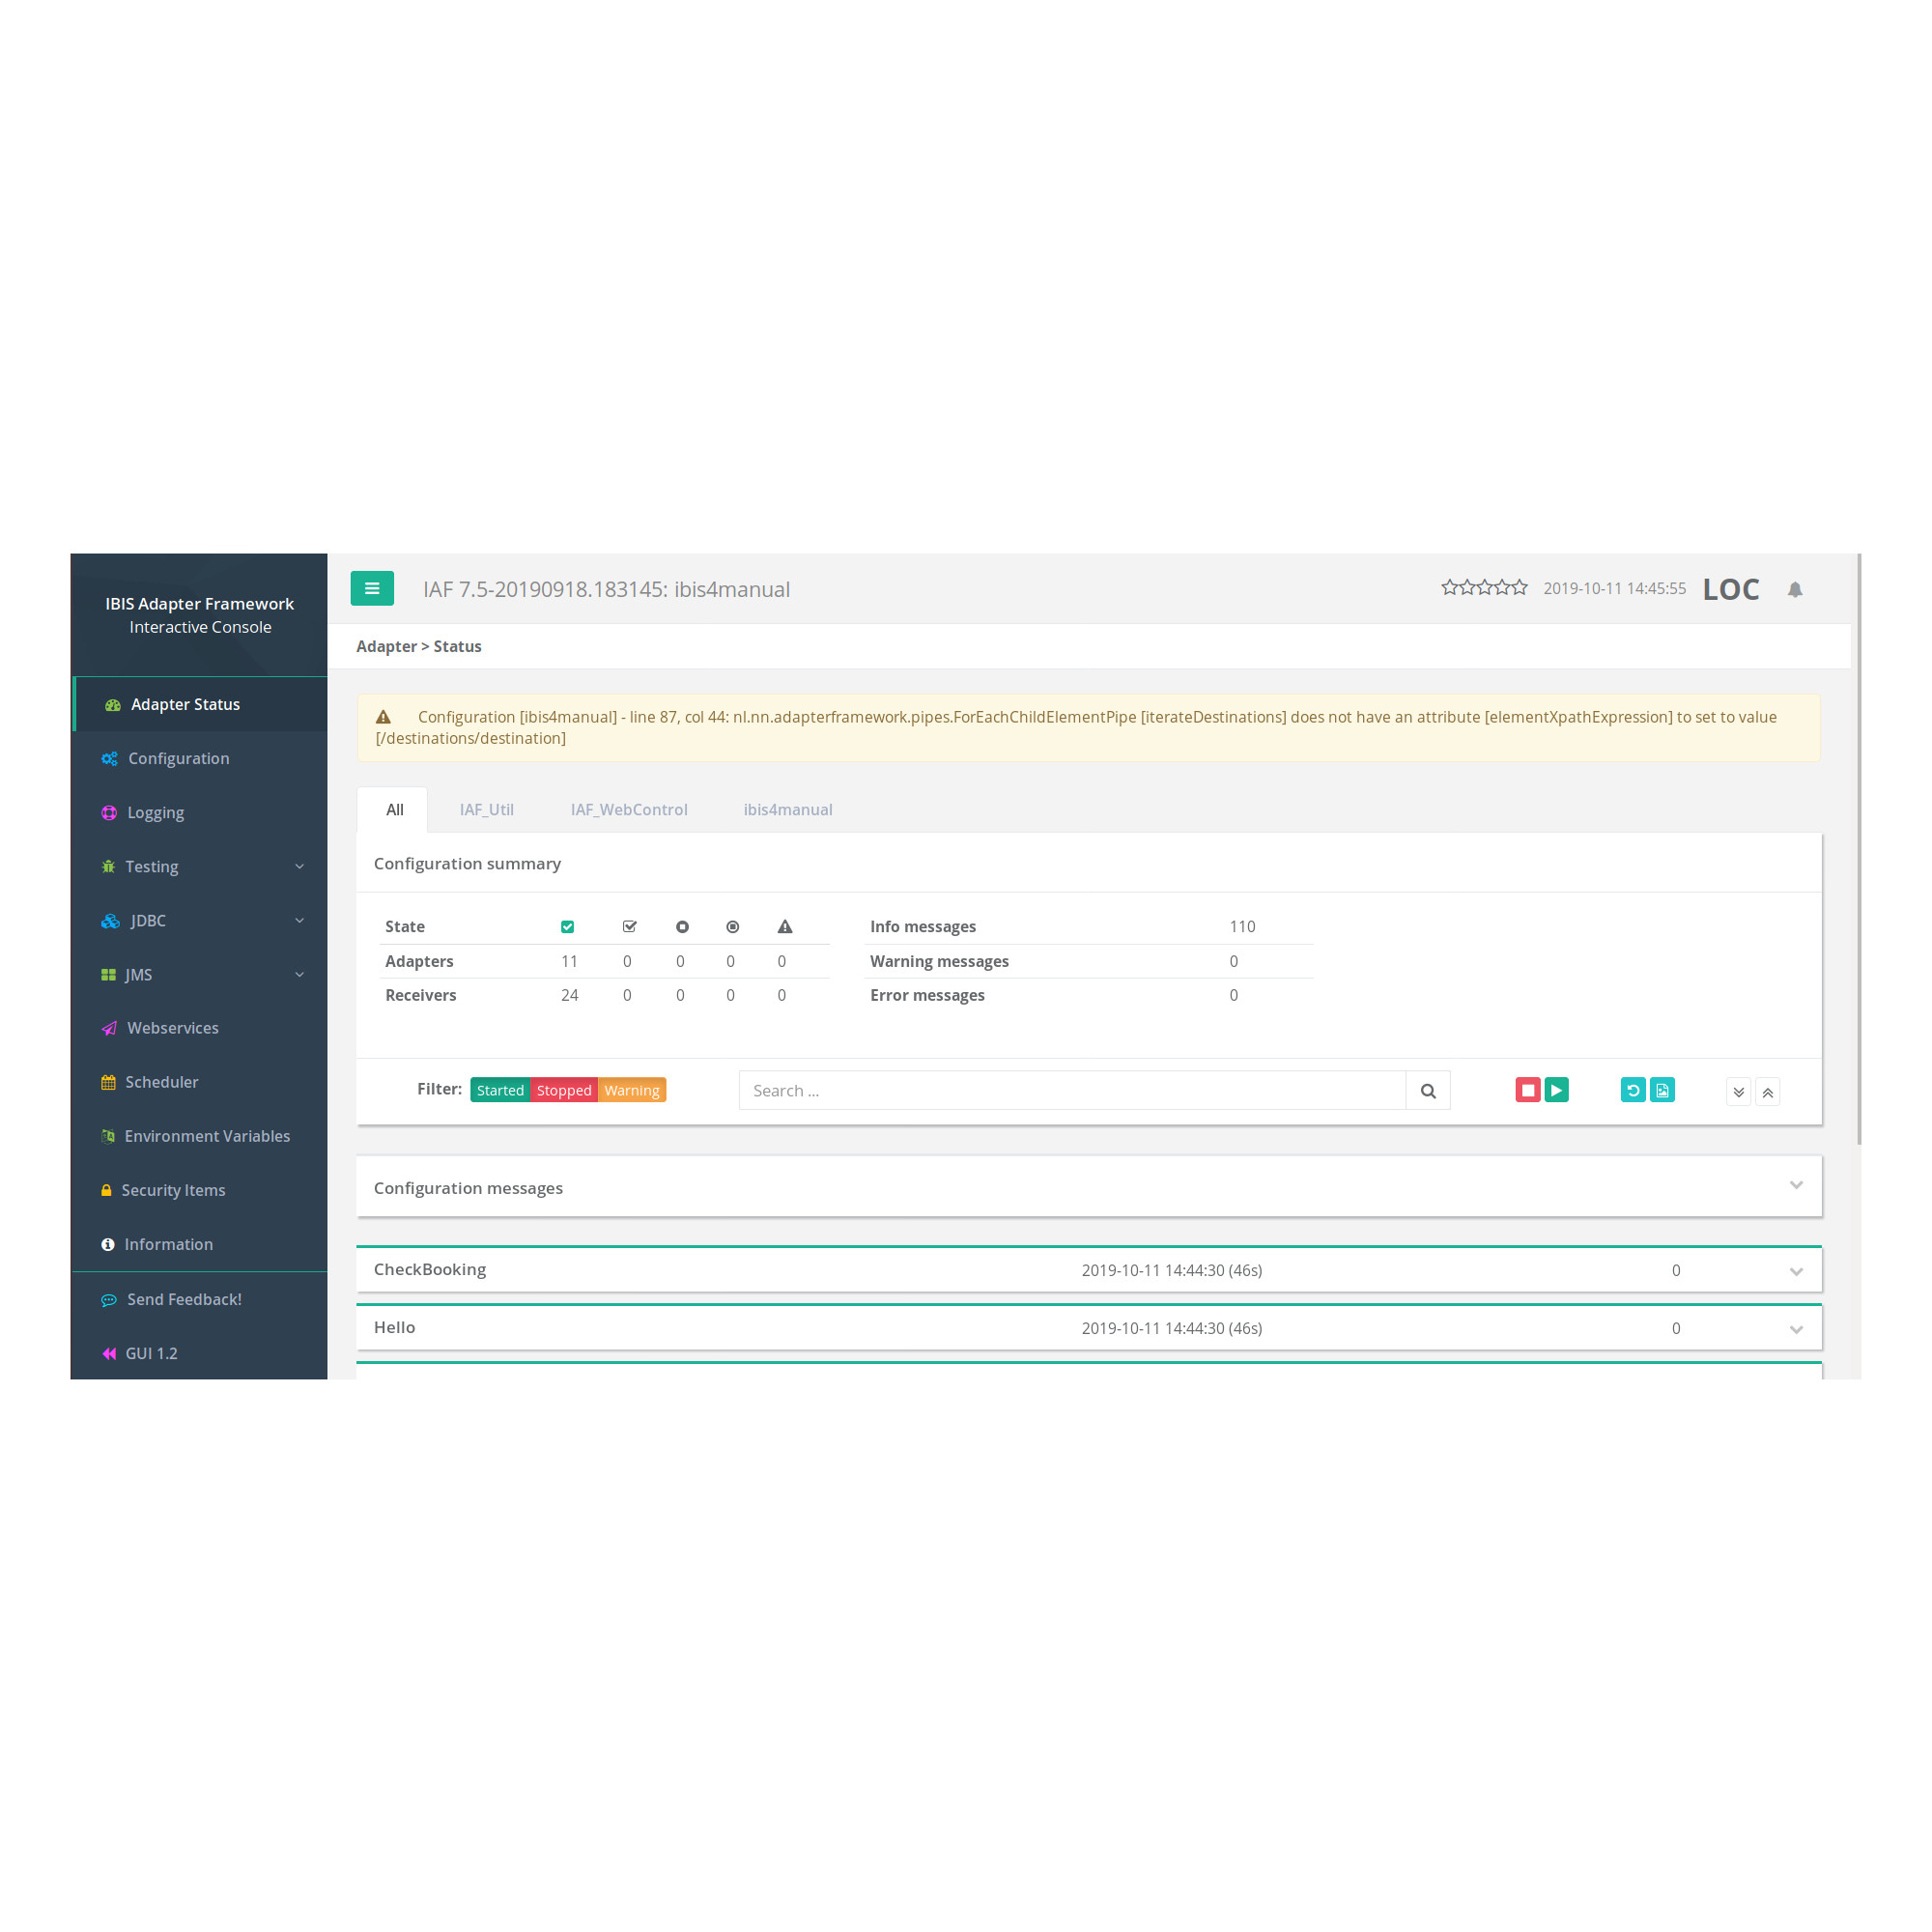 IBIS Adapter Framework
Interactive Console
Adapter Status
Configuration
Logging
Testing
JDBC
JMS
Webservices
Scheduler
Environment Variables
Security Items
Information
Send Feedback!
GUI 1.2
IAF 7.5-20190918.183145: ibis4manual
2019-10-11 14:45:55 LOC
Adapter > Status
Configuration [ibis4manual] - line 87, col 44: nl.nn.adapterframework.pipes.ForEachChildElementPipe [iterateDestinations] does not have an attribute [elementXpathExpression] to set to value
[/destinations/destination]
All IAF_Util IAF_WebControl ibis4manual
Configuration summary
State
Adapters 11 0 0 0 0
Receivers 24 0 0 0 0
Info messages 110
Warning messages 0
Error messages 0
Filter: Started Stopped Warning Search ...
Configuration messages
CheckBooking 2019-10-11 14:44:30 (46s) 0
Hello 2019-10-11 14:44:30 (46s) 0